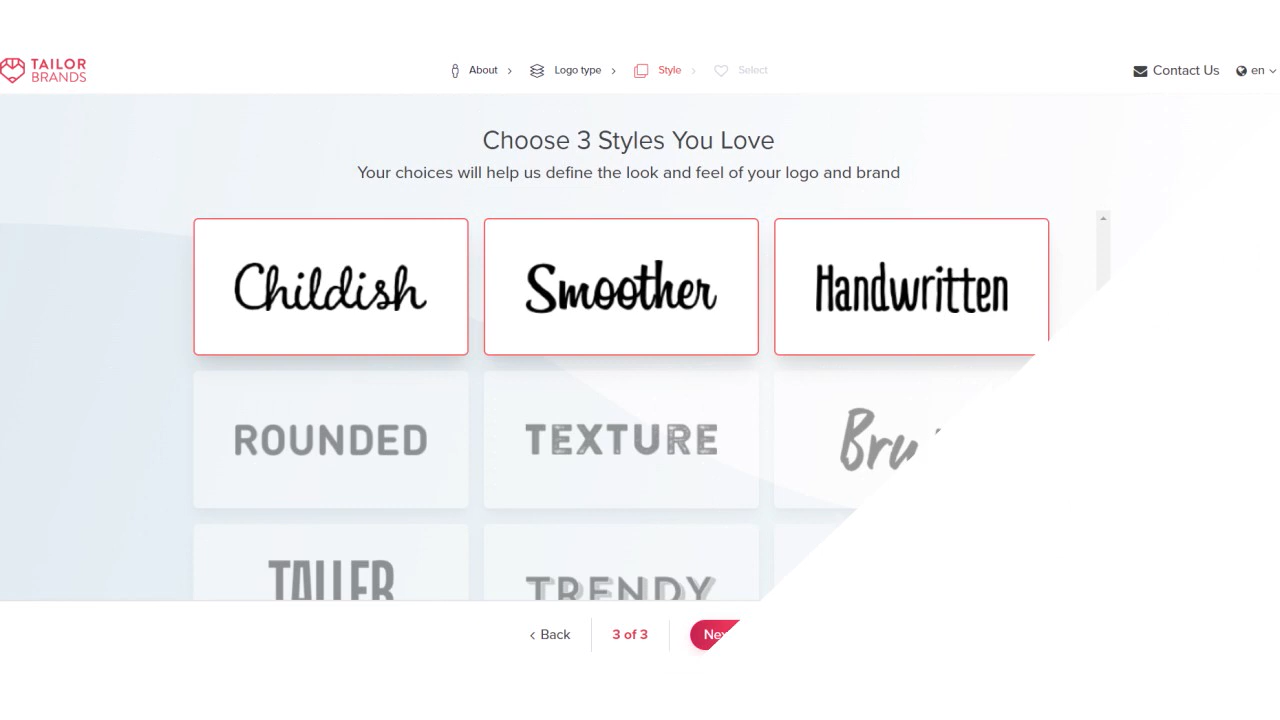 TAILOR
BRANDS
About
Logo type
Style
Select
Contact Us
en
Choose 3 Styles You Love
Your choices will help us define the look and feel of your logo and brand
Childish
Smoother
Handwritten
ROUNDED
TEXTURE
TALLER
TRENDY
Back
3 of 3